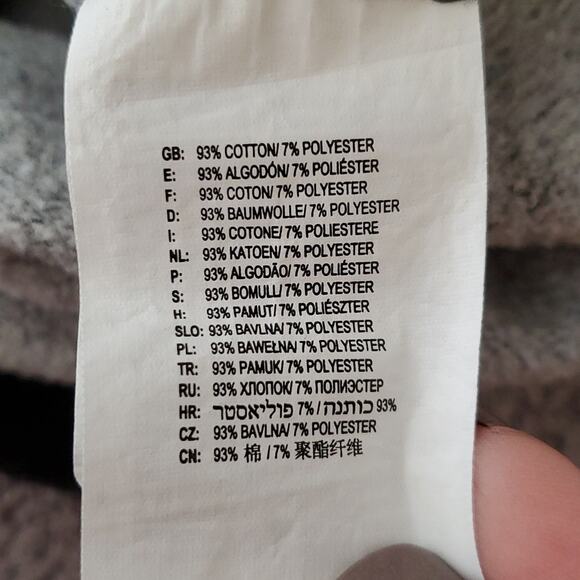 GB: 93% COTTON/ 7% POLYESTER
E: 93% ALGODÓN/ 7% POLIÉSTER
F: 93% COTON/ 7% POLYESTER
D: 93% BAUMWOLLE/ 7% POLYESTER
I: 93% COTONE/ 7% POLIESTERE
NL: 93% KATOEN/ 7% POLYESTER
P: 93% ALGODÃO/ 7% POLIÉSTER
S: 93% BOMULL/ 7% POLYESTER
H: 93% PAMUT/ 7% POLIÉSZTER
SLO: 93% BAVLNA/ 7% POLYESTER
PL: 93% BAWEŁNA/ 7% POLYESTER
TR: 93% PAMUK/ 7% POLYESTER
RU: 93% ХЛОПОК/ 7% ПОЛИЭСТЕР
HR: 93% כותנה / 7% פוליאסטר
CZ: 93% BAVLNA/ 7% POLYESTER
CN: 93% 棉 / 7% 聚酯纤维